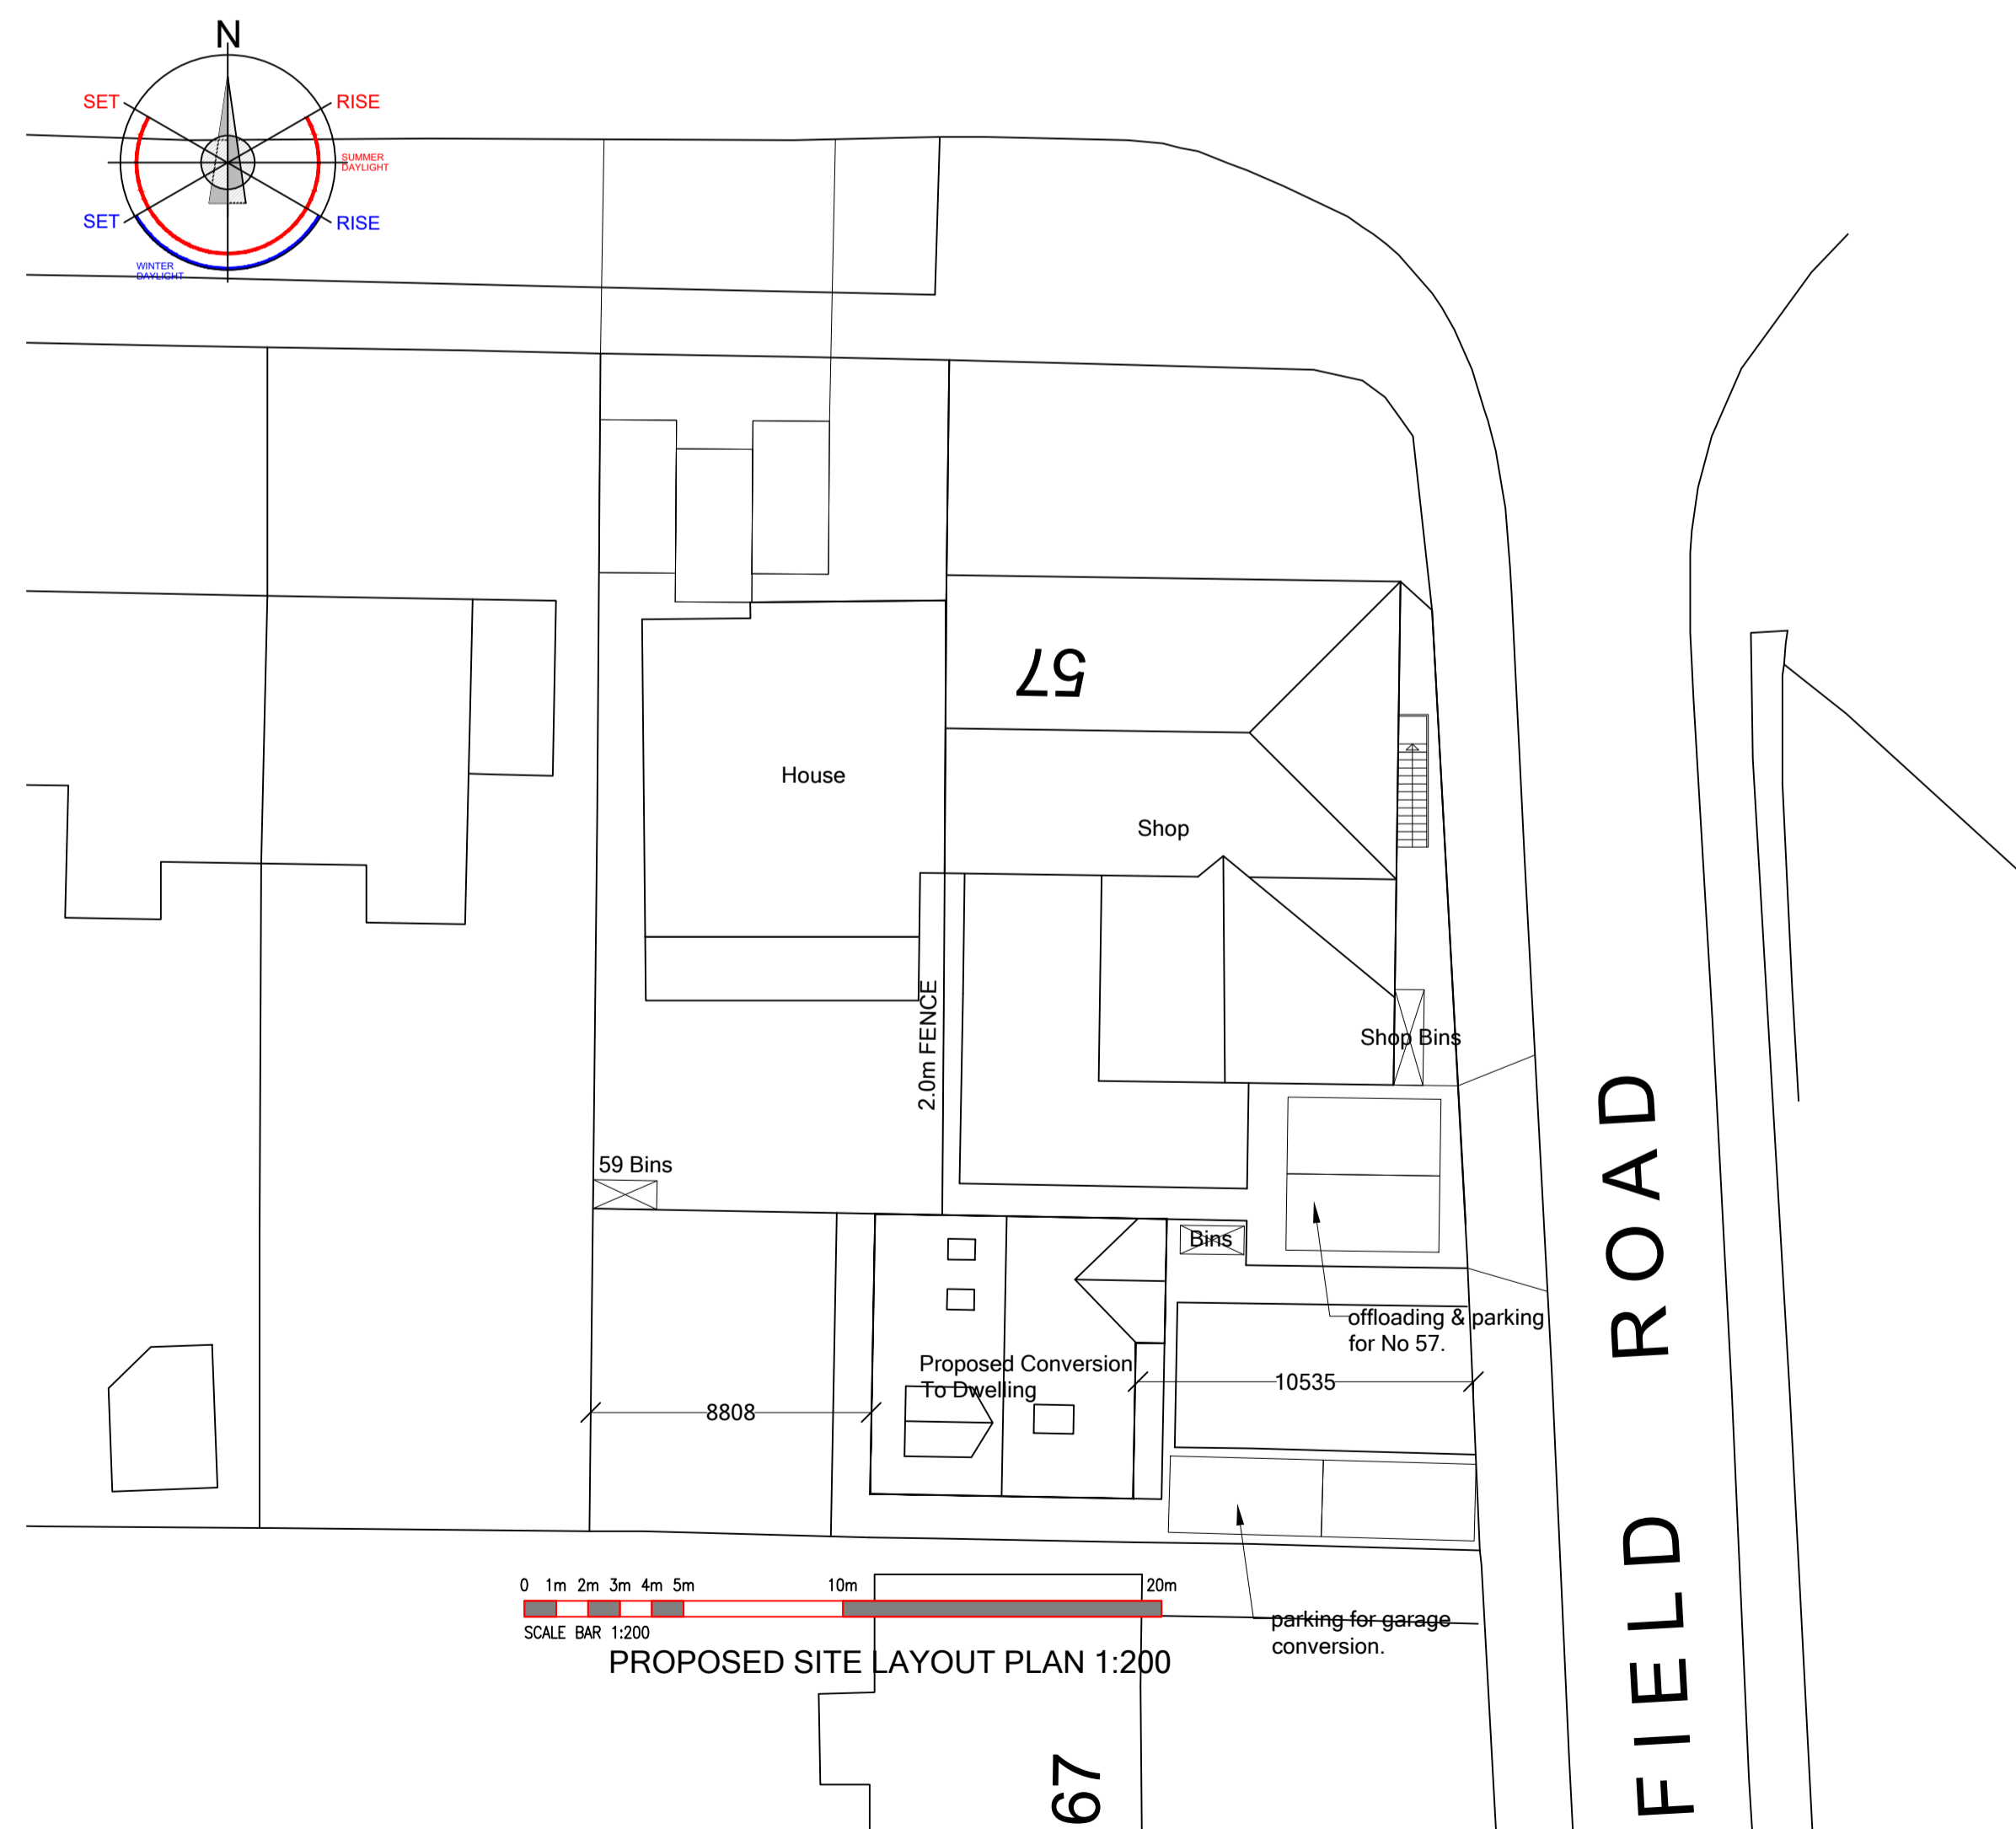 N
SET
RISE
SUMMER
DAYLIGHT
SET
RISE
WINTER
DAYLIGHT
57
House
Shop
2.0m FENCE
Shop Bins
59 Bins
Bins
offloading & parking
for No 57.
Proposed Conversion
To Dwelling
10535
8808
FIELD ROAD
0 1m 2m 3m 4m 5m 10m 20m
SCALE BAR 1:200
parking for garage
conversion.
PROPOSED SITE LAYOUT PLAN 1:200
67